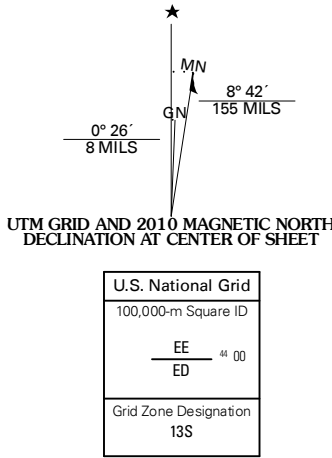 ★
MN
GN
8° 42´
155 MILS
0° 26´
8 MILS
UTM GRID AND 2010 MAGNETIC NORTH
DECLINATION AT CENTER OF SHEET
U.S. National Grid
100,000-m Square ID
EE
44 00
ED
Grid Zone Designation
13S